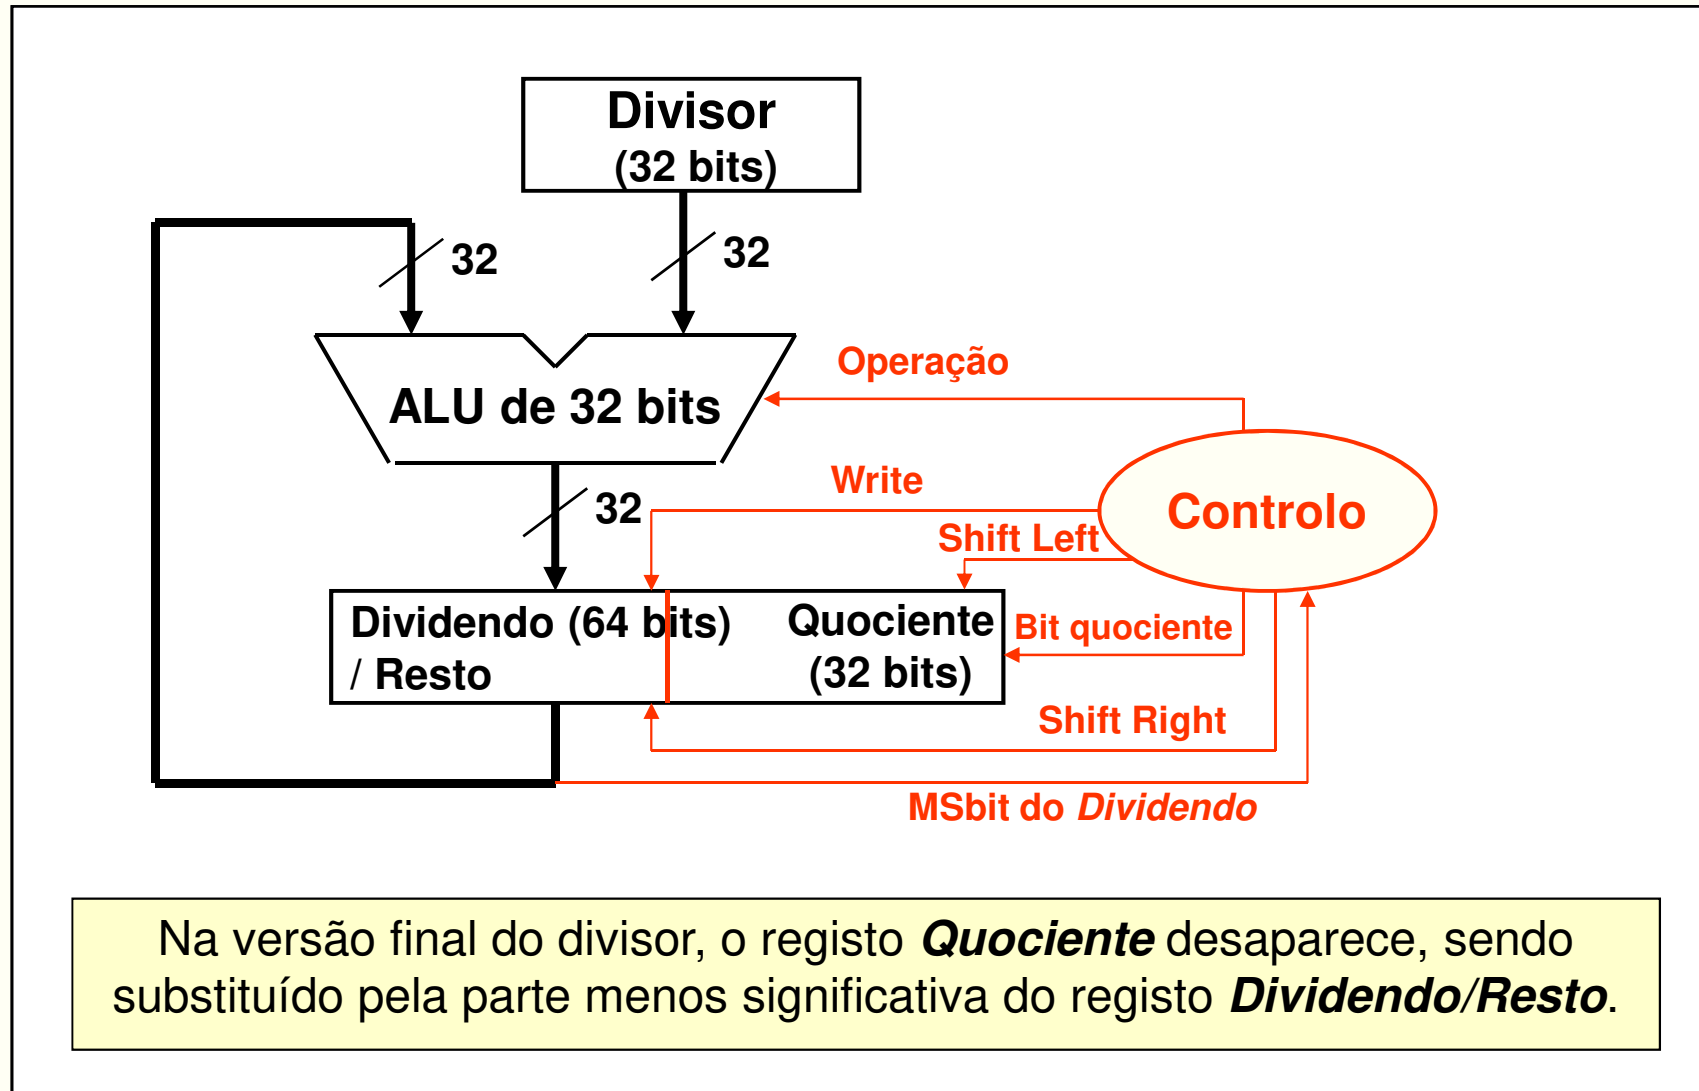 Divisor
(32 bits)
32
32
Operação
ALU de 32 bits
Write
32
Controlo
Shift Left
Dividendo (64 bits)
/ Resto
Quociente
(32 bits)
Bit quociente
Shift Right
MSbit do Dividendo
Na versão final do divisor, o registo Quociente desaparece, sendo
substituído pela parte menos significativa do registo Dividendo/Resto.